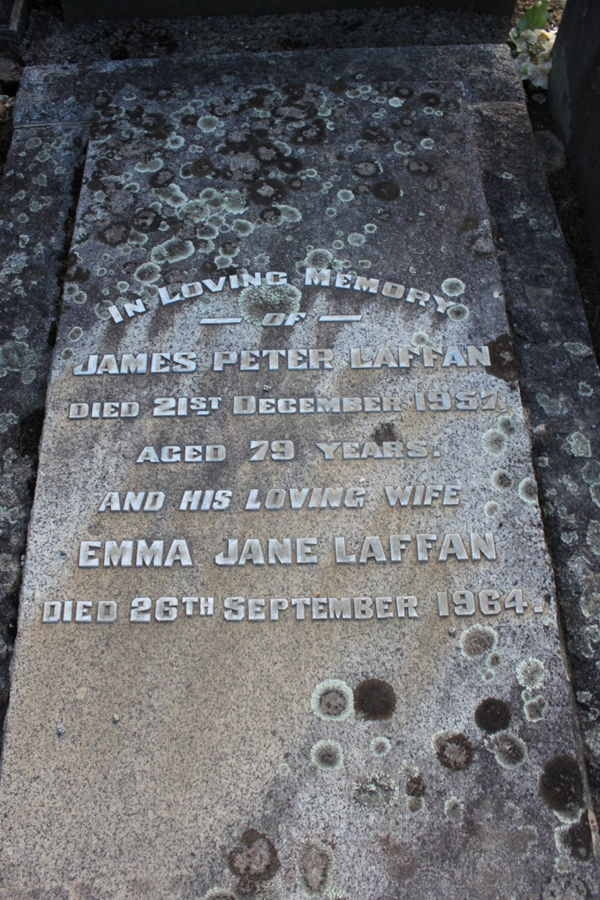 IN LOVING MEMORY
— OF —
JAMES PETER LAFFAN
DIED 21ST DECEMBER 1957,
AGED 79 YEARS.
AND HIS LOVING WIFE
EMMA JANE LAFFAN
DIED 26TH SEPTEMBER 1964.